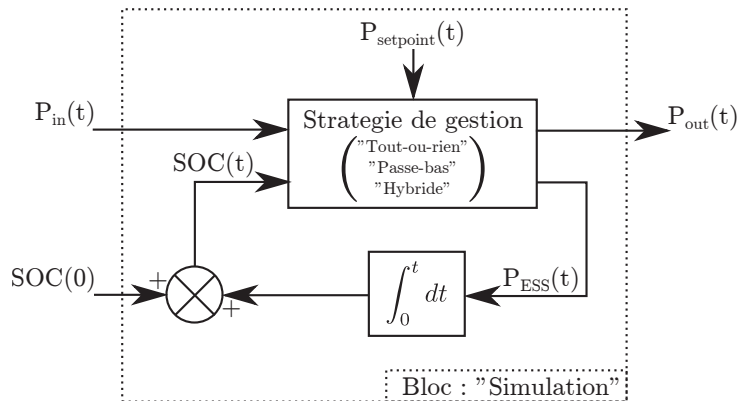 P_setpoint(t)
P_in(t)
Strategie de gestion
P_out(t)
"Tout-ou-rien"
"Passe-bas"
"Hybride"
SOC(t)
SOC(0)
+
+
∫_0^t dt
P_ESS(t)
Bloc : "Simulation"